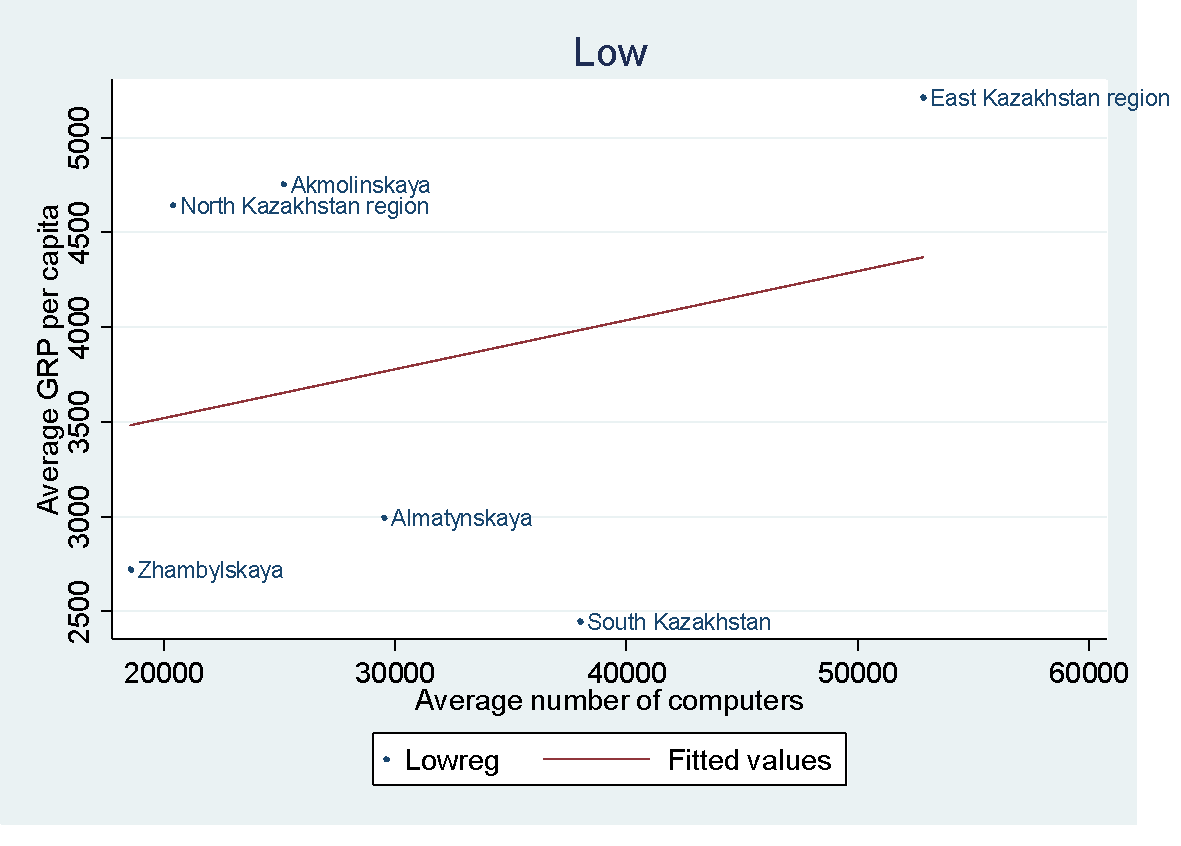 Low
East Kazakhstan region
Akmolinskaya
North Kazakhstan region
Almatynskaya
Zhambylskaya
South Kazakhstan
Average GRP per capita
5000
4500
4000
3500
3000
2500
20000 30000 40000 50000 60000
Average number of computers
Lowreg Fitted values